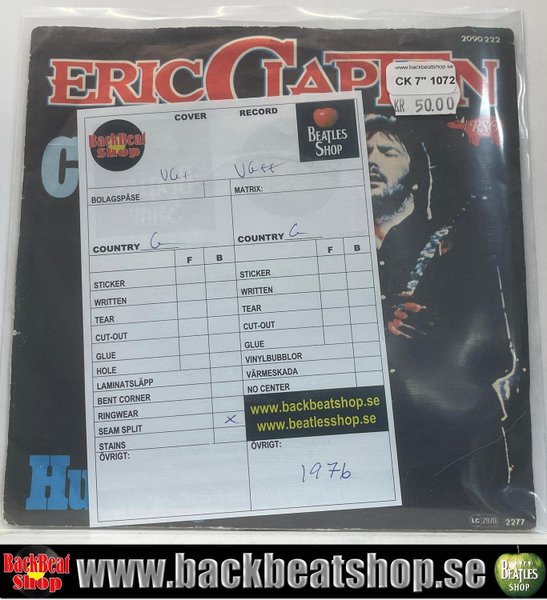 2090 222
ERIC CLAPTON
www.backbeatshop.se
CK 7" 1072
KR 50.00
RSO
C
COVER
RECORD
BackBeat
Shop
BEATLES
SHOP
VG+
VG++
BOLAGSPÅSE
MATRIX:
COUNTRY G
COUNTRY G
F B
F B
STICKER
STICKER
WRITTEN
WRITTEN
TEAR
TEAR
CUT-OUT
CUT-OUT
GLUE
GLUE
HOLE
VINYLBUBBLOR
LAMINATSLÄPP
VÄRMESKADA
BENT CORNER
NO CENTER
RINGWEAR
www.backbeatshop.se
SEAM SPLIT x
www.beatlesshop.se
STAINS
ÖVRIGT:
ÖVRIGT:
1976
Hu
LC 2970
2277
BackBeat
Shop
www.backbeatshop.se
BEATLES
SHOP